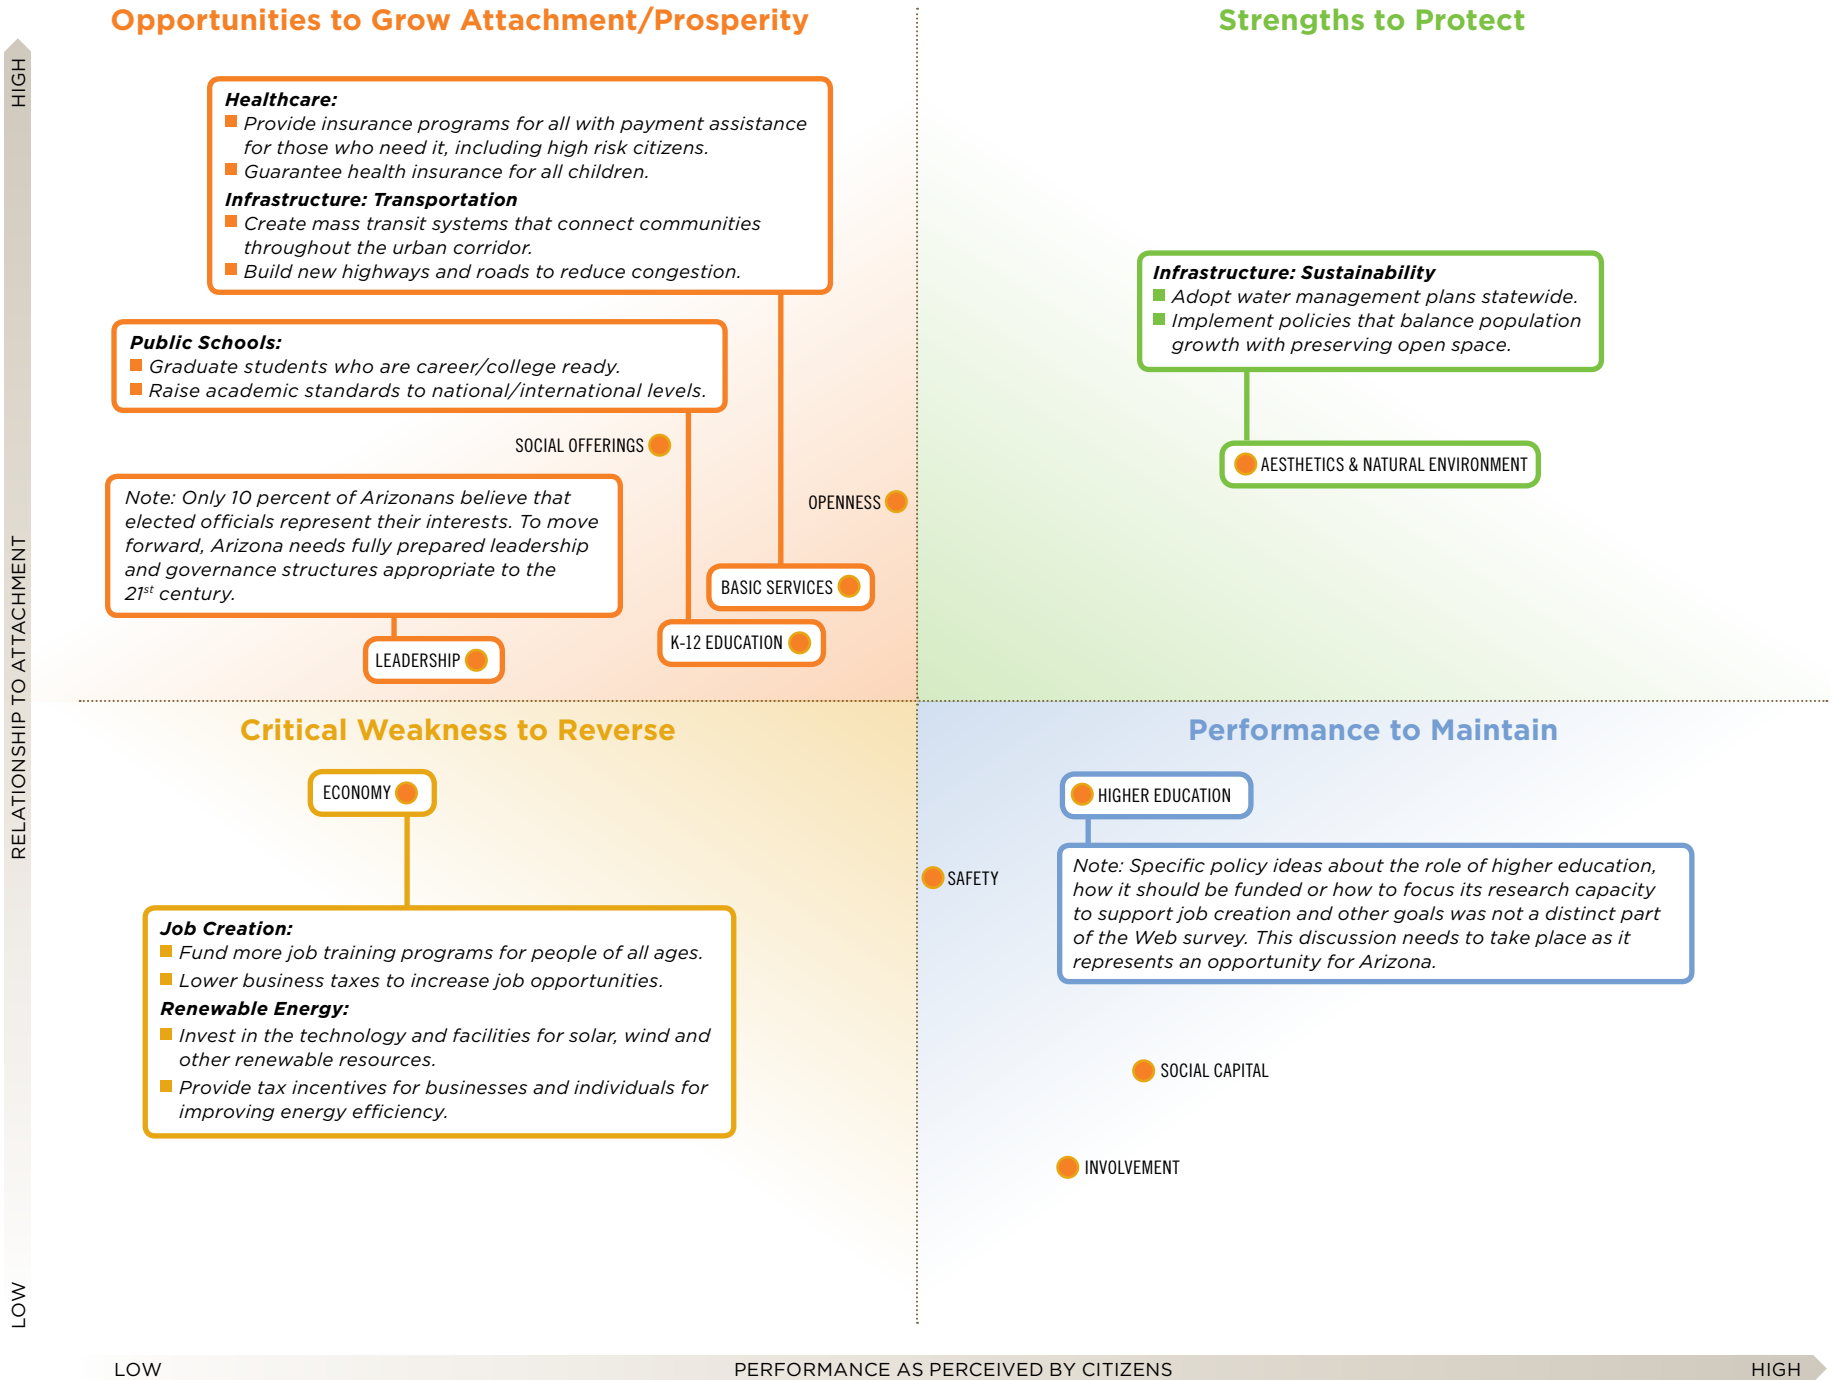 Opportunities to Grow Attachment/Prosperity
Strengths to Protect
HIGH
RELATIONSHIP TO ATTACHMENT
LOW
Healthcare:
Provide insurance programs for all with payment assistance
for those who need it, including high risk citizens.
Guarantee health insurance for all children.
Infrastructure: Transportation
Create mass transit systems that connect communities
throughout the urban corridor.
Build new highways and roads to reduce congestion.
Public Schools:
Graduate students who are career/college ready.
Raise academic standards to national/international levels.
SOCIAL OFFERINGS
Note: Only 10 percent of Arizonans believe that
elected officials represent their interests. To move
forward, Arizona needs fully prepared leadership
and governance structures appropriate to the
21st century.
OPENNESS
BASIC SERVICES
K-12 EDUCATION
LEADERSHIP
Infrastructure: Sustainability
Adopt water management plans statewide.
Implement policies that balance population
growth with preserving open space.
AESTHETICS & NATURAL ENVIRONMENT
Critical Weakness to Reverse
ECONOMY
Job Creation:
Fund more job training programs for people of all ages.
Lower business taxes to increase job opportunities.
Renewable Energy:
Invest in the technology and facilities for solar, wind and
other renewable resources.
Provide tax incentives for businesses and individuals for
improving energy efficiency.
Performance to Maintain
HIGHER EDUCATION
SAFETY
Note: Specific policy ideas about the role of higher education,
how it should be funded or how to focus its research capacity
to support job creation and other goals was not a distinct part
of the Web survey. This discussion needs to take place as it
represents an opportunity for Arizona.
SOCIAL CAPITAL
INVOLVEMENT
LOW
PERFORMANCE AS PERCEIVED BY CITIZENS
HIGH